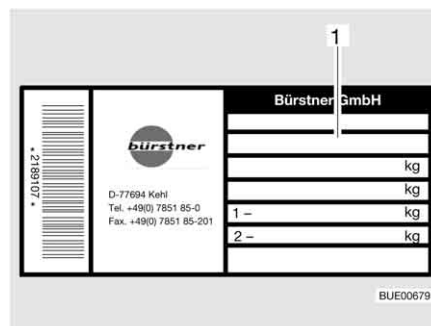 1
Bürstner GmbH
*2189107*
bürstner
D-77694 Kehl
Tel. +49(0) 7851 85-0
Fax. +49(0) 7851 85-201
kg
kg
1 – kg
2 – kg
BUE00679